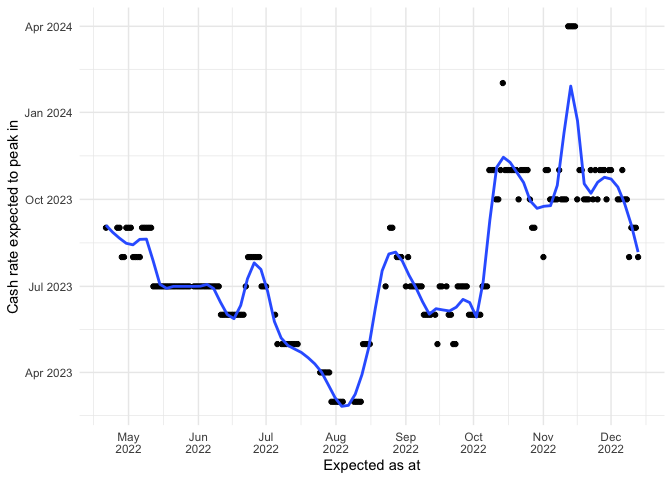 Cash rate expected to peak in
Apr 2024
Jan 2024
Oct 2023
Jul 2023
Apr 2023
May
2022
Jun
2022
Jul
2022
Aug
2022
Sep
2022
Oct
2022
Nov
2022
Dec
2022
Expected as at